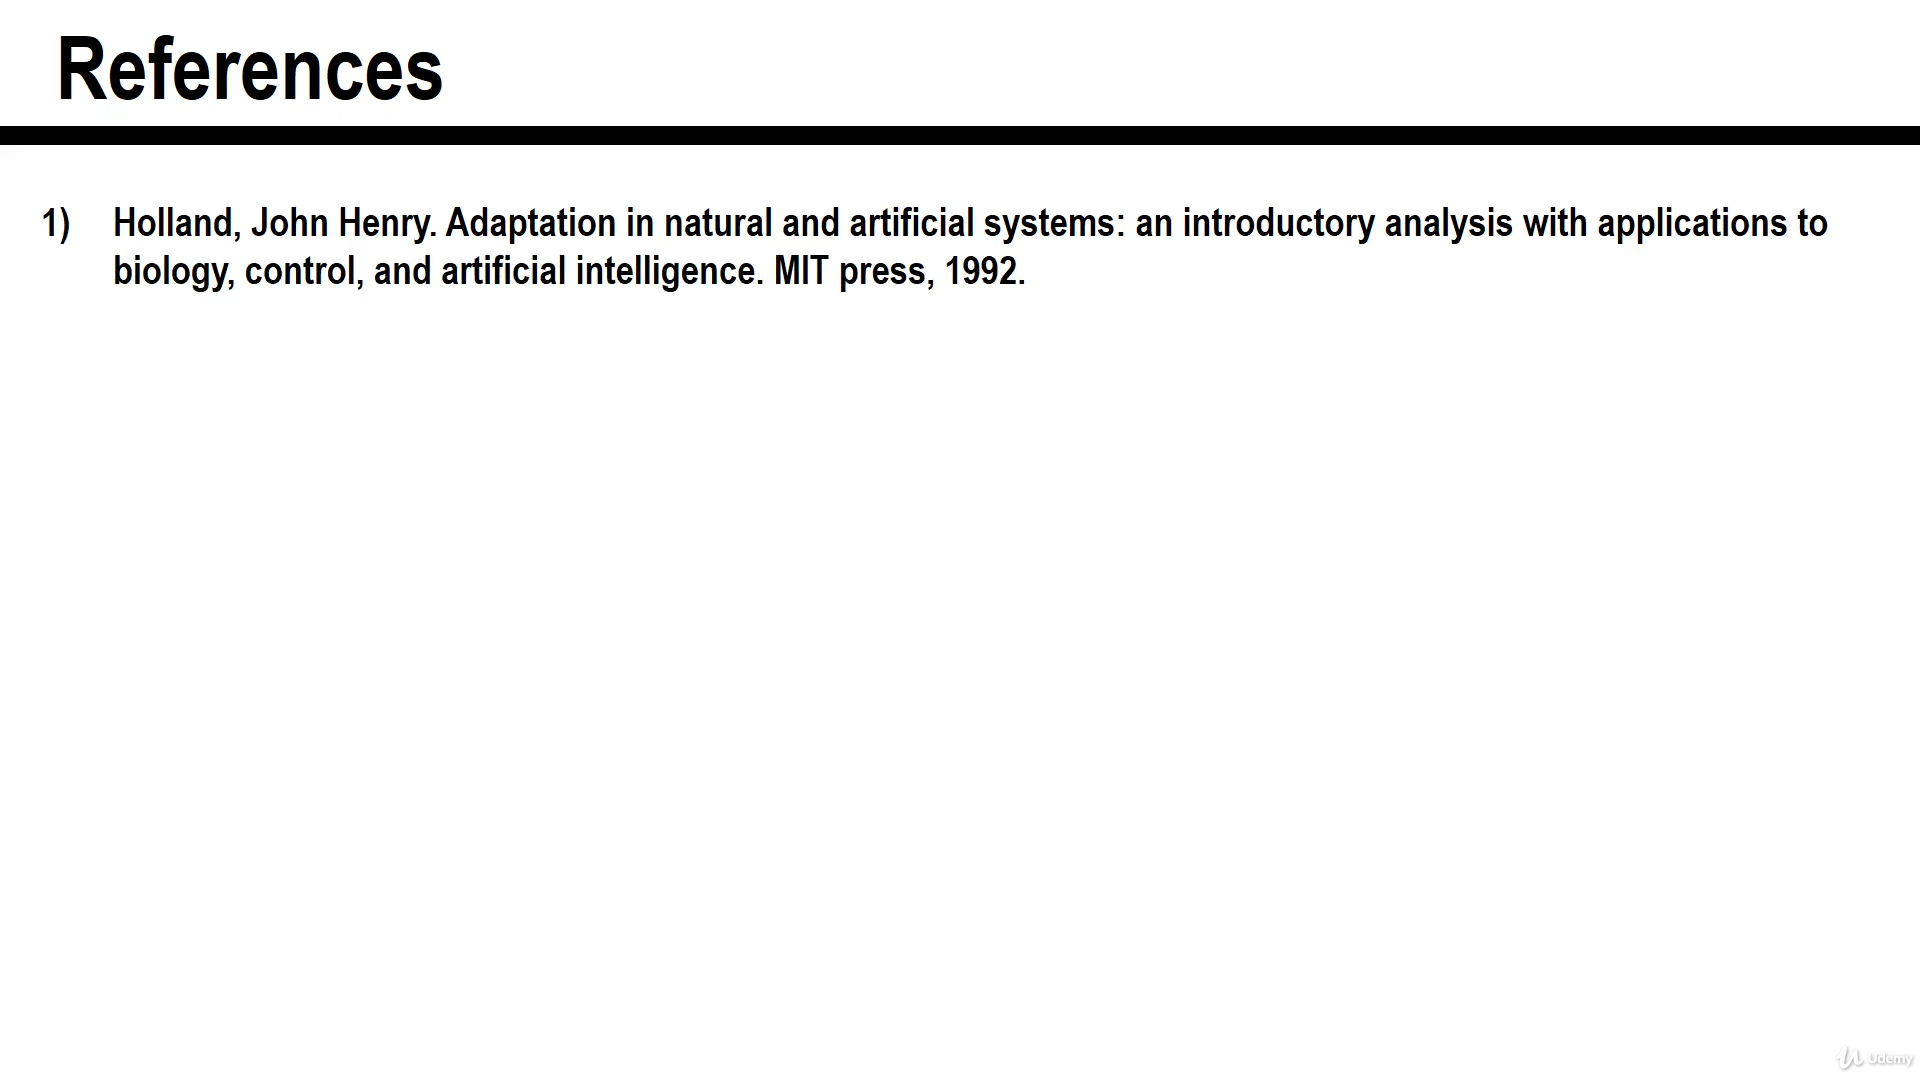 References
1) Holland, John Henry. Adaptation in natural and artificial systems: an introductory analysis with applications to
biology, control, and artificial intelligence. MIT press, 1992.
Udemy